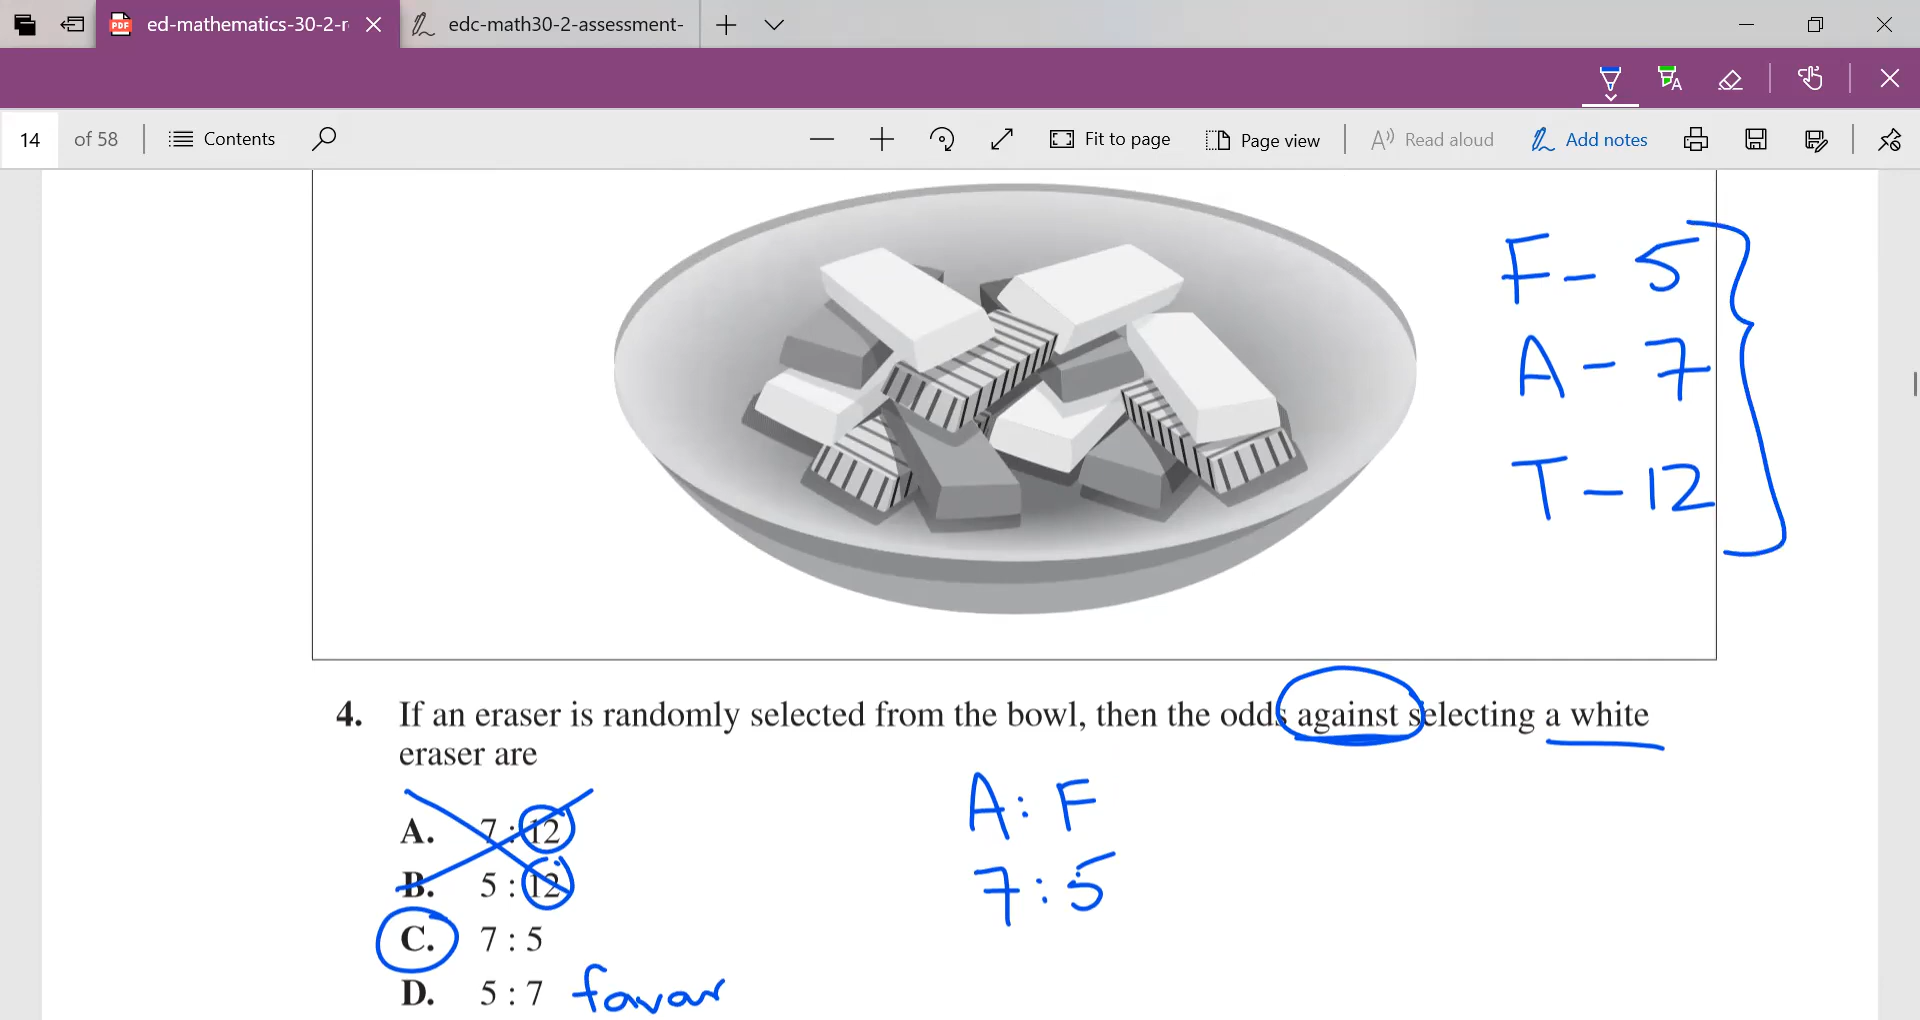 ed-mathematics-30-2-r
edc-math30-2-assessment-
14 of 58 Contents Fit to page Page view Read aloud Add notes
F - 5
A - 7
T - 12
4. If an eraser is randomly selected from the bowl, then the odds against selecting a white
eraser are
A. 7 : 12
B. 5 : 12
C. 7 : 5
D. 5 : 7 favor
A : F
7 : 5